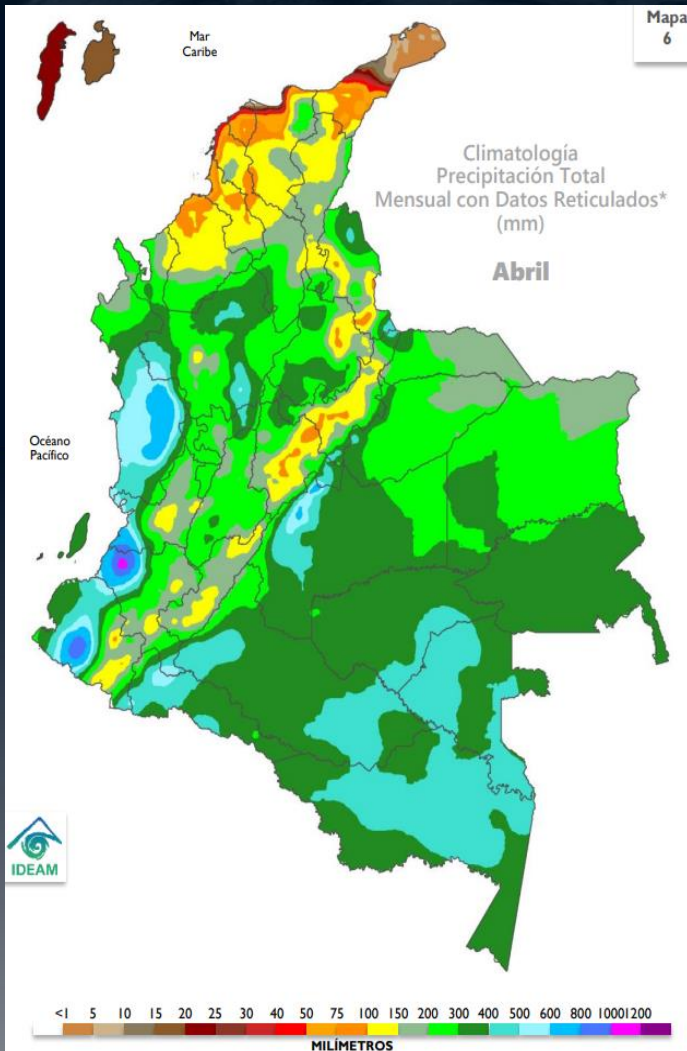 Mapa
6
Mar
Caribe
Climatología
Precipitación Total
Mensual con Datos Reticulados*
(mm)
Abril
Océano
Pacífico
IDEAM
<1 5 10 15 20 25 30 40 50 75 100 150 200 300 400 500 600 800 1000 1200
MILÍMETROS